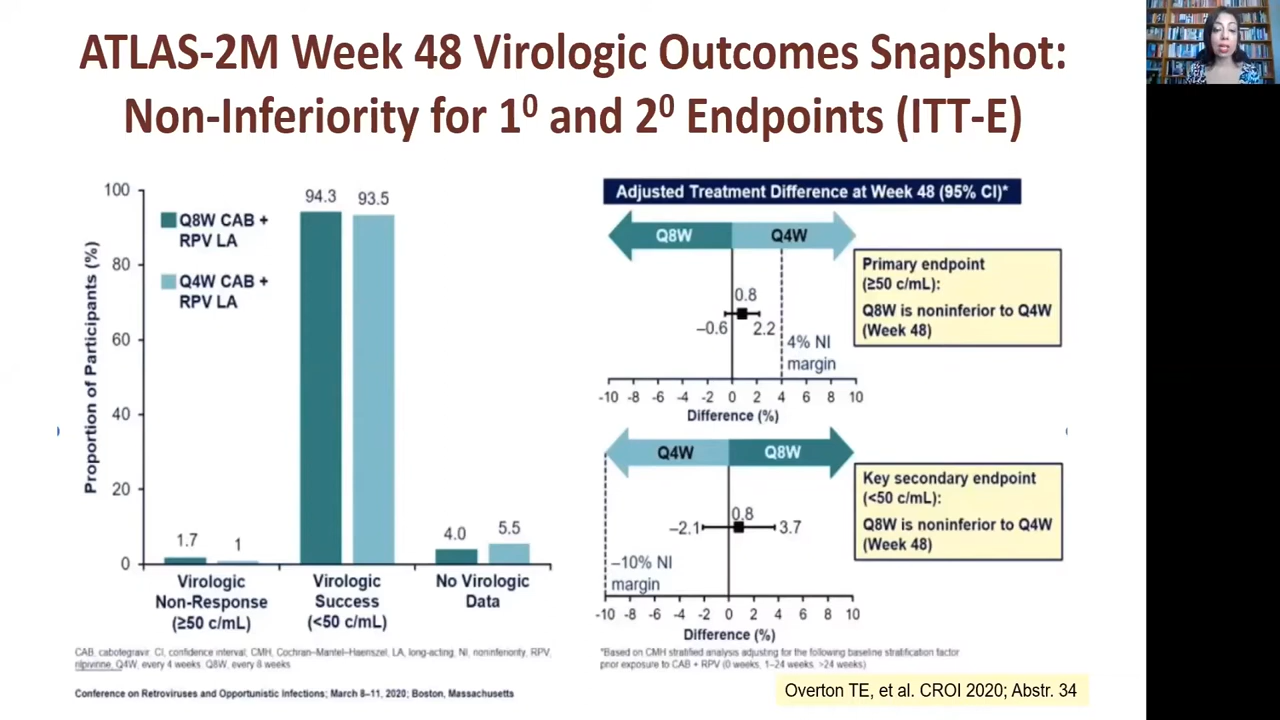 ATLAS-2M Week 48 Virologic Outcomes Snapshot:
Non-Inferiority for 1⁰ and 2⁰ Endpoints (ITT-E)
100
80
60
40
20
0
Proportion of Participants (%)
Q8W CAB +
RPV LA
Q4W CAB +
RPV LA
94.3
93.5
1.7
1
4.0
5.5
Virologic
Non-Response
(≥50 c/mL)
Virologic
Success
(<50 c/mL)
No Virologic
Data
Adjusted Treatment Difference at Week 48 (95% CI)*
Q8W
Q4W
0.8
–0.6
2.2
4% NI
margin
-10 -8 -6 -4 -2 0 2 4 6 8 10
Difference (%)
Primary endpoint
(≥50 c/mL):
Q8W is noninferior to Q4W
(Week 48)
Q4W
Q8W
0.8
–2.1
3.7
–10% NI
margin
-10 -8 -6 -4 -2 0 2 4 6 8 10
Difference (%)
Key secondary endpoint
(<50 c/mL):
Q8W is noninferior to Q4W
(Week 48)
CAB, cabotegravir. CI, confidence interval; CMH, Cochran–Mantel–Haenszel, LA, long-acting, NI, noninferiority, RPV,
rilpivirine, Q4W, every 4 weeks. Q8W, every 8 weeks
*Based on CMH stratified analysis adjusting for the following baseline stratification factor
prior exposure to CAB + RPV (0 weeks, 1–24 weeks, >24 weeks)
Conference on Retroviruses and Opportunistic Infections; March 8–11, 2020; Boston, Massachusetts
Overton TE, et al. CROI 2020; Abstr. 34